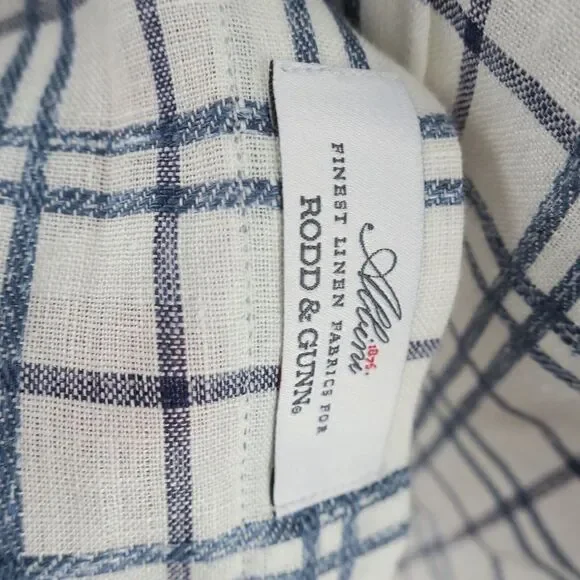 Albini
·1876·
FINEST LINEN FABRICS FOR
RODD & GUNN®